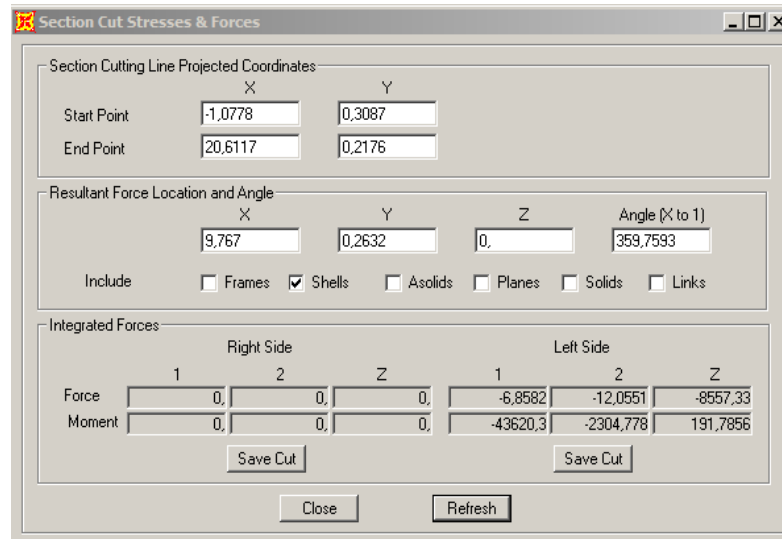 Section Cut Stresses & Forces
Section Cutting Line Projected Coordinates
X Y
Start Point -1,0778 0,3087
End Point 20,6117 0,2176
Resultant Force Location and Angle
X Y Z Angle (X to 1)
9,767 0,2632 0, 359,7593
Include Frames Shells Asolids Planes Solids Links
Integrated Forces
Right Side Left Side
1 2 Z 1 2 Z
Force 0, 0, 0, -6,8582 -12,0551 -8557,33
Moment 0, 0, 0, -43620,3 -2304,778 191,7856
Save Cut Save Cut
Close Refresh